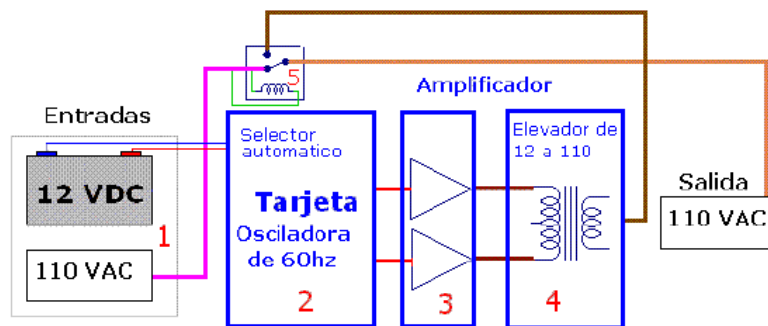 5
Amplificador
Entradas
12 VDC
110 VAC
1
Selector
automatico
Tarjeta
Osciladora
de 60hz
2
3
Elevador de
12 a 110
4
Salida
110 VAC